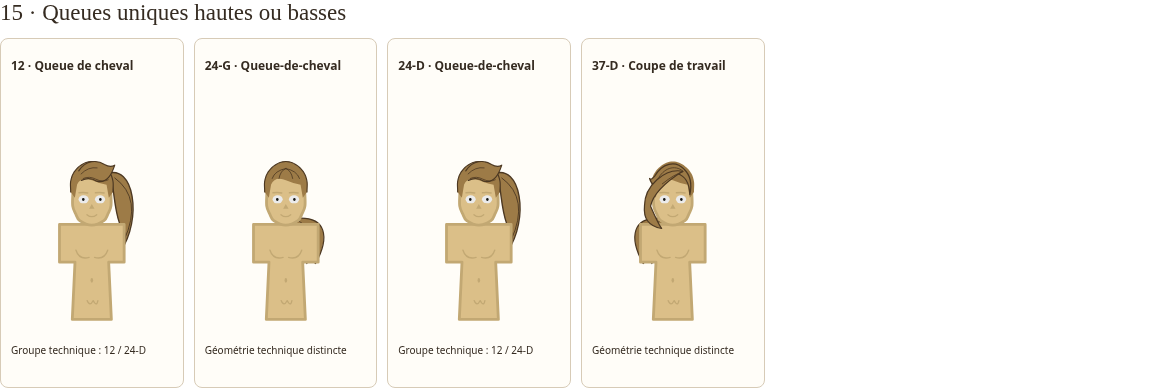 15 · Queues uniques hautes ou basses
12 · Queue de cheval
24-G · Queue-de-cheval
24-D · Queue-de-cheval
37-D · Coupe de travail
Groupe technique : 12 / 24-D
Géométrie technique distincte
Groupe technique : 12 / 24-D
Géométrie technique distincte